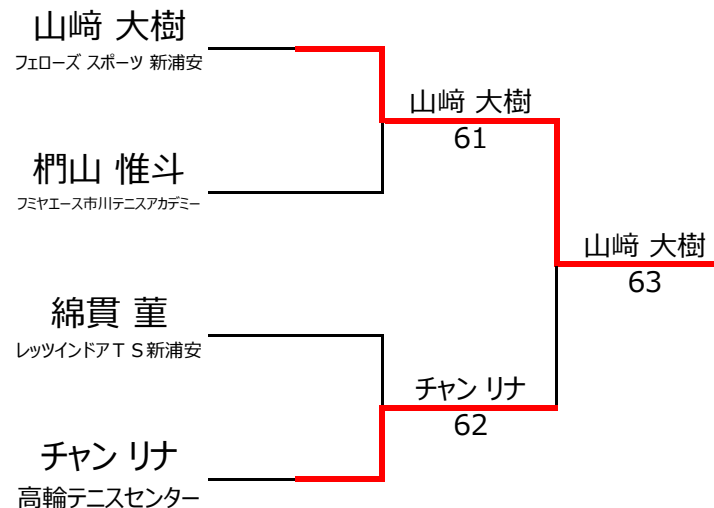 山﨑 大樹
フェローズ スポーツ 新浦安
山﨑 大樹
61
椚山 惟斗
フミヤエース市川テニスアカデミー
山﨑 大樹
63
綿貫 菫
レッツインドアＴＳ新浦安
チャン リナ
62
チャン リナ
高輪テニスセンター